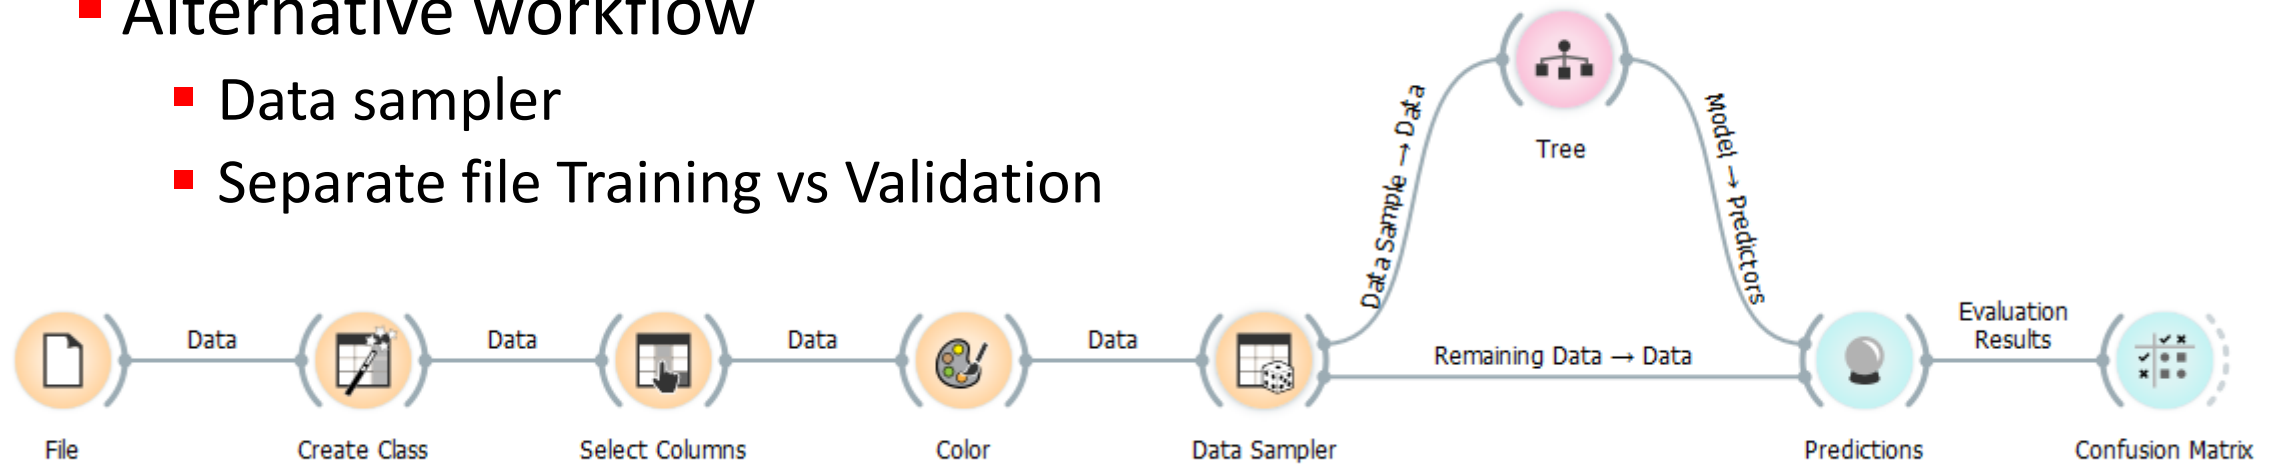 Alternative workflow
Data sampler
Separate file Training vs Validation
Data Sample → Data
Model → Predictors
Tree
Data
Data
Data
Data
Remaining Data → Data
Evaluation
Results
File
Create Class
Select Columns
Color
Data Sampler
Predictions
Confusion Matrix